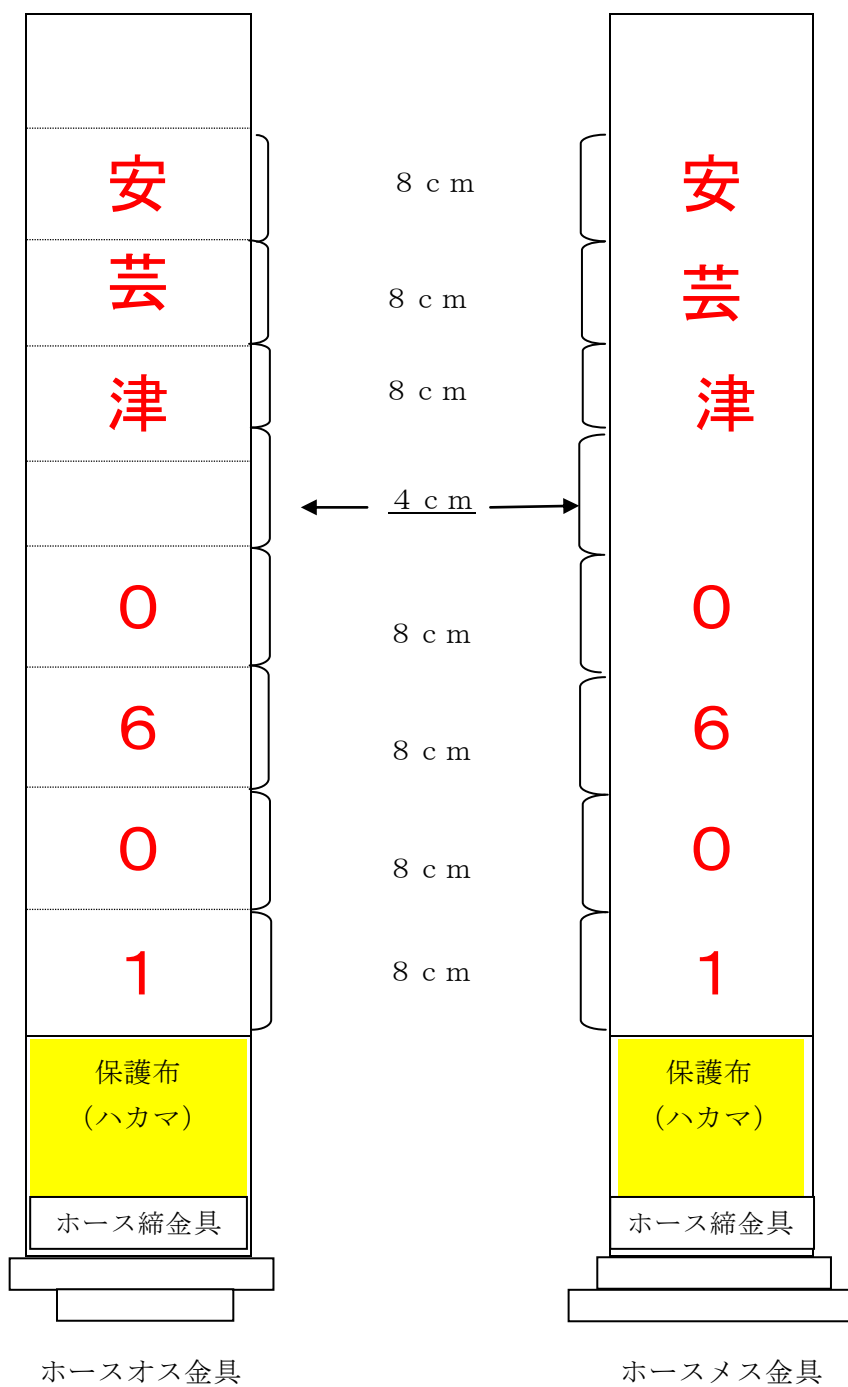 安
芸
津
０
６
０
１
保護布
（ハカマ）
ホース締金具
ホースオス金具
８ｃｍ
８ｃｍ
８ｃｍ
４ｃｍ
８ｃｍ
８ｃｍ
８ｃｍ
８ｃｍ
安
芸
津
０
６
０
１
保護布
（ハカマ）
ホース締金具
ホースメス金具